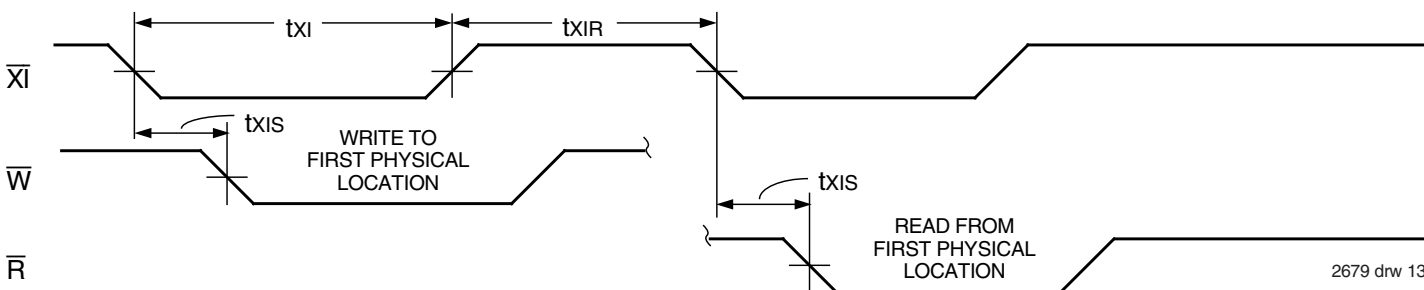 tXI
tXIR
XI
tXIS
WRITE TO
FIRST PHYSICAL
LOCATION
W
tXIS
READ FROM
FIRST PHYSICAL
LOCATION
R
2679 drw 13